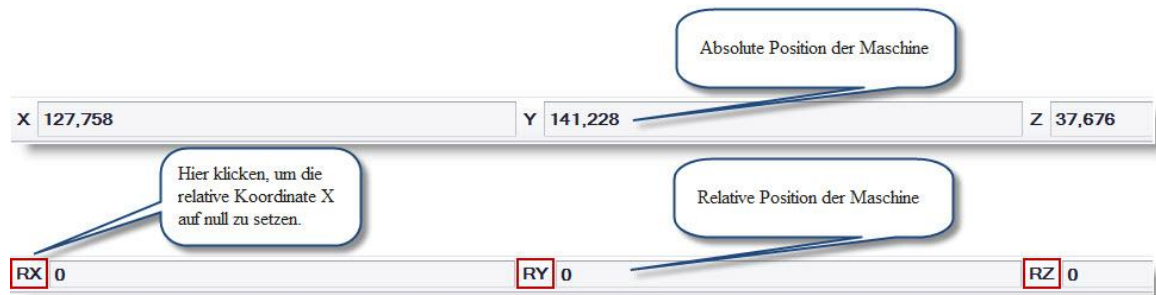 Absolute Position der Maschine
X 127,758 Y 141,228 Z 37,676
Hier klicken, um die
relative Koordinate X
auf null zu setzen.
Relative Position der Maschine
RX 0 RY 0 RZ 0